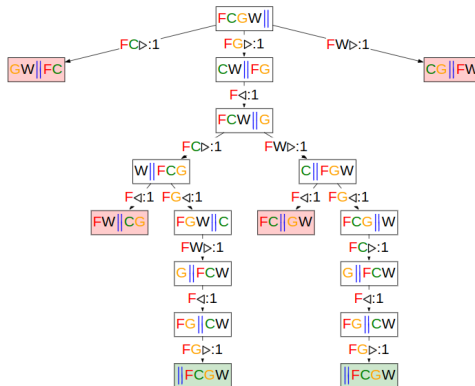 FCGW||
FC▷:1 FG▷:1 FW▷:1
GW||FC CW||FG CG||FW
F◁:1
FCW||G
FC▷:1 FW▷:1
W||FCG C||FGW
F◁:1 FG◁:1 F◁:1 FG◁:1
FW||CG FGW||C FC||GW FCG||W
FW▷:1 FC▷:1
G||FCW G||FCW
F◁:1 F◁:1
FG||CW FG||CW
FG▷:1 FG▷:1
||FCGW ||FCGW